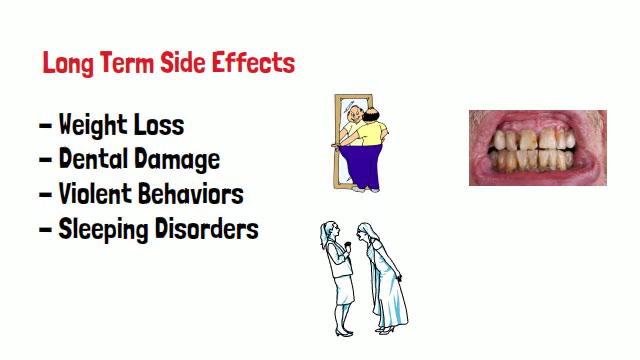 Long Term Side Effects
- Weight Loss
- Dental Damage
- Violent Behaviors
- Sleeping Disorders